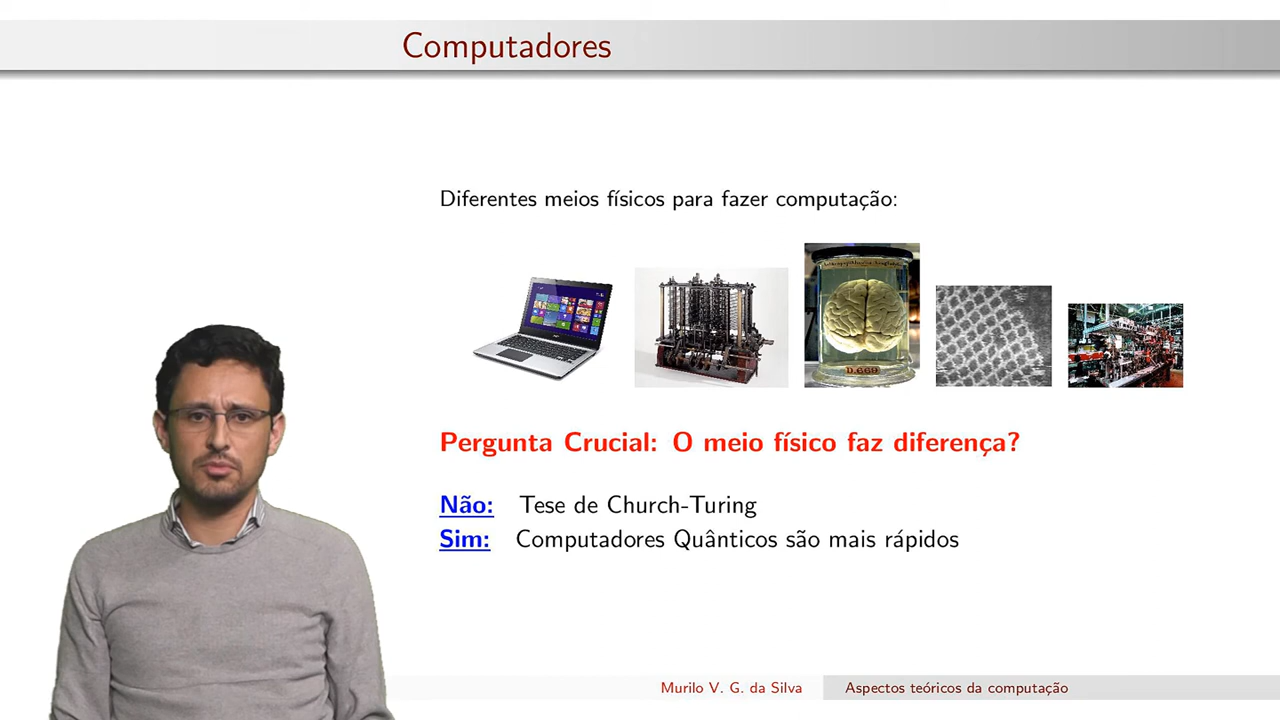 Computadores
Diferentes meios físicos para fazer computação:
D.669
Pergunta Crucial: O meio físico faz diferença?
Não: Tese de Church-Turing
Sim: Computadores Quânticos são mais rápidos
Murilo V. G. da Silva Aspectos teóricos da computação